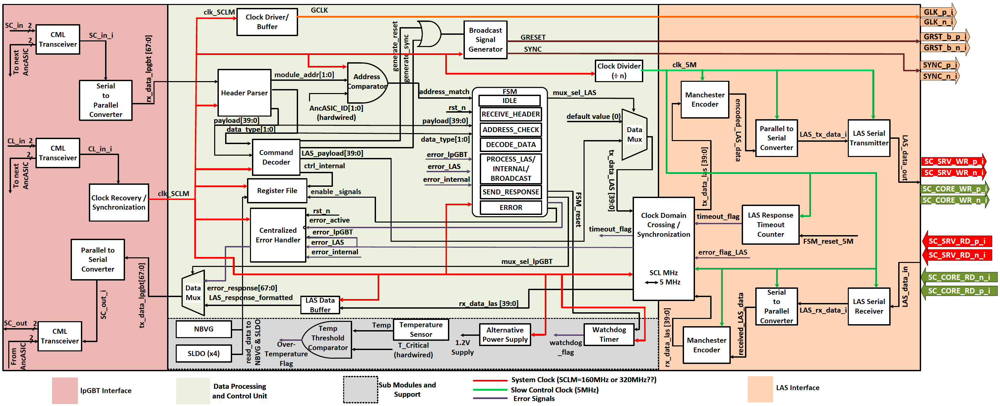 clk_SCLM
Clock Driver/
Buffer
GCLK
GLK_p_i
GLK_n_i
SC_in
2
CML
Transceiver
SC_in_i
2
To next
AncASIC
rx_data_lpgbt [67:0]
Serial
to
Parallel
Converter
generate_reset
generate_sync
Broadcast
Signal
Generator
GRESET
SYNC
GRST_b_p_i
GRST_b_n_i
SYNC_p_i
SYNC_n_i
Clock Divider
(÷ n)
clk_5M
Header Parser
module_addr[1:0]
Address
Comparator
AncASIC_ID[1:0]
(hardwired)
address_match
rst_n
payload[39:0]
data_type[1:0]
payload[39:0]
data_type[1:0]
FSM
IDLE
RECEIVE_HEADER
ADDRESS_CHECK
DECODE_DATA
PROCESS_LAS/
INTERNAL/
BROADCAST
SEND_RESPONSE
ERROR
mux_sel_LAS
default value (0)
Data
Mux
Manchester
Encoder
encoded_LAS_data
Parallel to
Serial
Converter
LAS_tx_data_i
LAS Serial
Transmitter
LAS_data_out
CL_in
2
CML
Transceiver
CL_in_i
2
To next
AncASIC
Clock Recovery /
Synchronization
clk_SCLM
Command
Decoder
LAS_payload[39:0]
ctrl_internal
error_lpGBT
error_LAS
error_internal
tx_data_LAS [39:0]
tx_data_las [39:0]
SC_SRV_WR_p_i
SC_SRV_WR_n_i
SC_CORE_WR_p_i
SC_CORE_WR_n_i
Register File
enable _signals
FSM_reset
Centralized
Error Handler
rst_n
error_active
error_lpGBT
error_LAS
error_internal
timeout_flag
Clock Domain
Crossing /
Synchronization
SCL MHz
5 MHz
timeout_flag
LAS Response
Timeout
Counter
FSM_reset_5M
error_flag_LAS
SC_SRV_RD_p_i
SC_SRV_RD_n_i
SC_CORE_RD_n_i
SC_CORE_RD_p_i
Parallel to
Serial
Converter
tx_data_lpgbt[67:0]
SC_out_i
mux_sel_lpGBT
Data
Mux
error_response[67:0]
LAS_response_formatted
LAS Data
Buffer
rx_data_las [39:0]
rx_data_las [39:0]
received_LAS_data
Serial
to
Parallel
Converter
LAS_rx_data_i
LAS Serial
Receiver
LAS_data_in
SC_out
2
CML
Transceiver
2
From
AncASIC
NBVG
SLDO (x4)
read_data to
NBVG & SLDO
Over-
Temperature
Flag
Temp
Threshold
Comparator
Temp
Temperature
Sensor
T_Critical
(hardwired)
1.2V
Supply
Alternative
Power Supply
watchdog
_flag
Watchdog
Timer
Manchester
Encoder
lpGBT Interface
Data Processing
and Control Unit
Sub Modules and
Support
System Clock (SCLM=160MHz or 320MHz??)
Slow Control Clock (5MHz)
Error Signals
LAS Interface